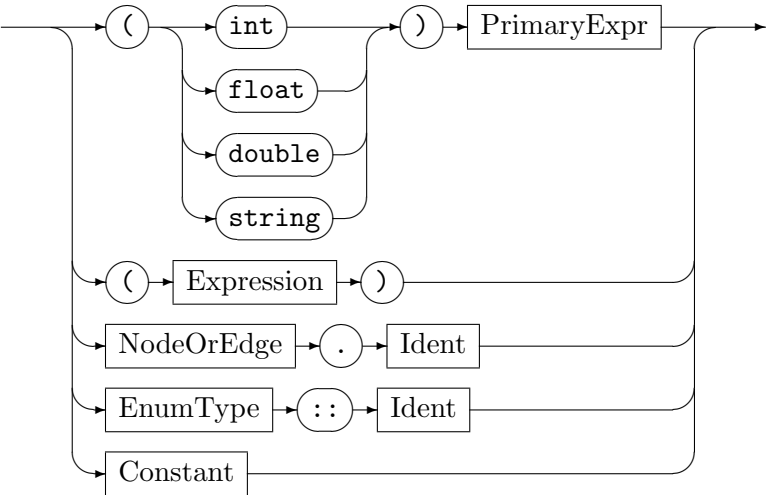 ( int ) PrimaryExpr
float
double
string
( Expression )
NodeOrEdge . Ident
EnumType :: Ident
Constant